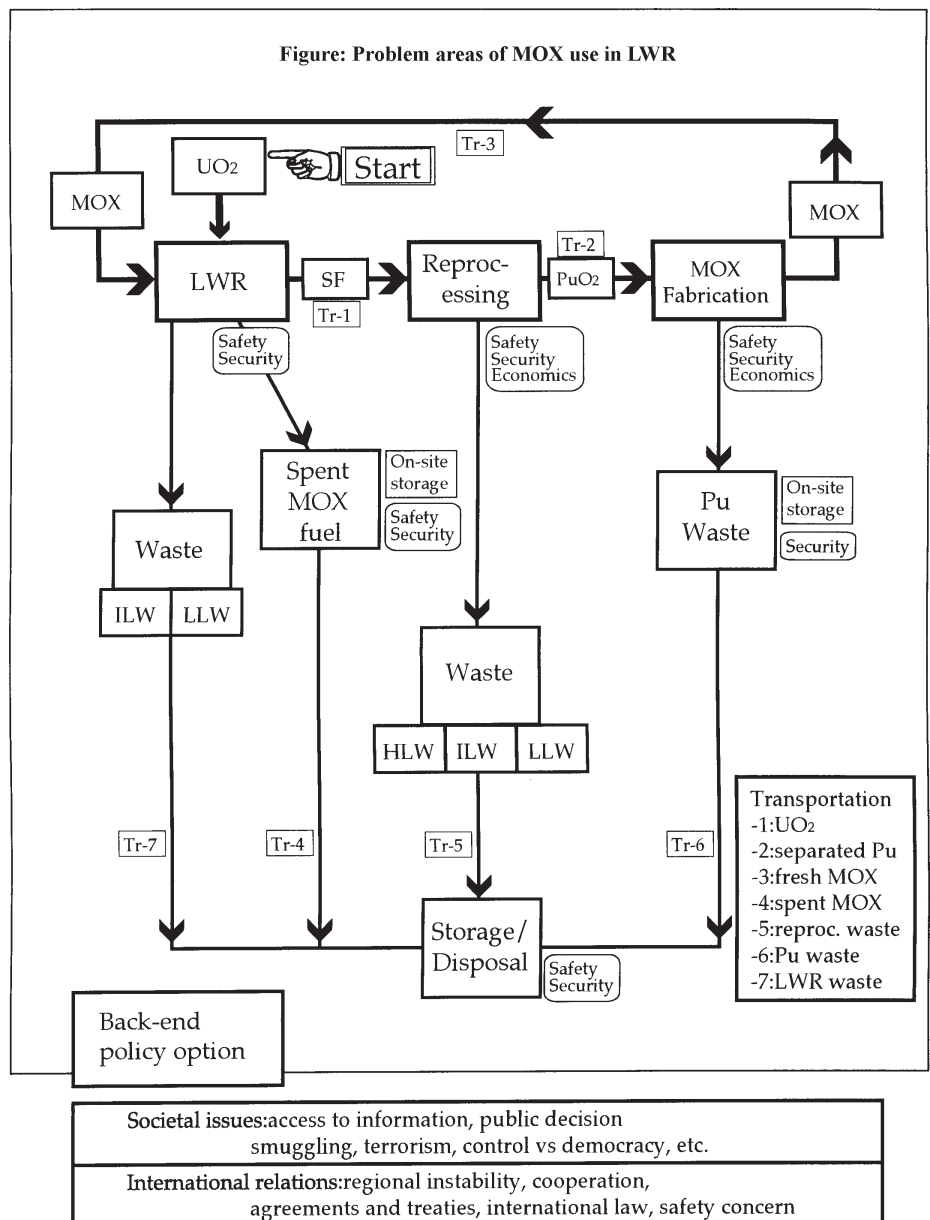 Figure: Problem areas of MOX use in LWR
Tr-3
UO2
Start
MOX
MOX
LWR
SF
Tr-1
Reproc-
essing
Tr-2
PuO2
MOX
Fabrication
Safety
Security
Safety
Security
Economics
Safety
Security
Economics
Spent
MOX
fuel
On-site
storage
Safety
Security
Pu
Waste
On-site
storage
Security
Waste
ILW LLW
Waste
HLW ILW LLW
Tr-7
Tr-4
Tr-5
Tr-6
Transportation
-1:UO2
-2:separated Pu
-3:fresh MOX
-4:spent MOX
-5:reproc. waste
-6:Pu waste
-7:LWR waste
Storage/
Disposal
Safety
Security
Back-end
policy option
Societal issues:access to information, public decision
smuggling, terrorism, control vs democracy, etc.
International relations:regional instability, cooperation,
agreements and treaties, international law, safety concern